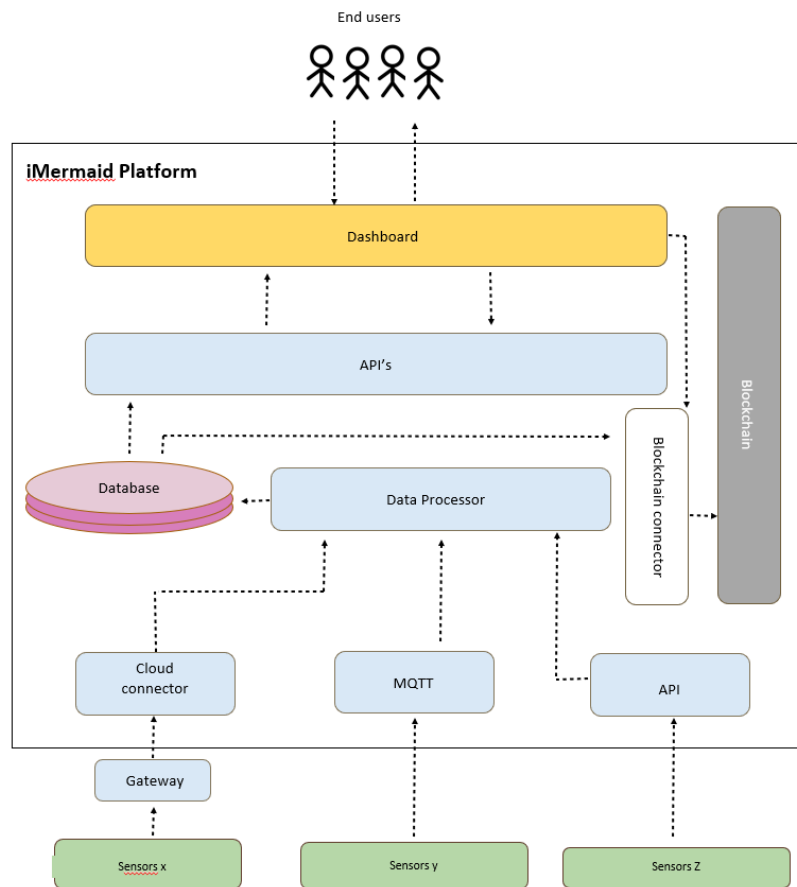 End users
iMermaid Platform
Dashboard
API's
Blockchain
Blockchain connector
Database
Data Processor
Cloud
connector
MQTT
API
Gateway
Sensors x
Sensors y
Sensors Z